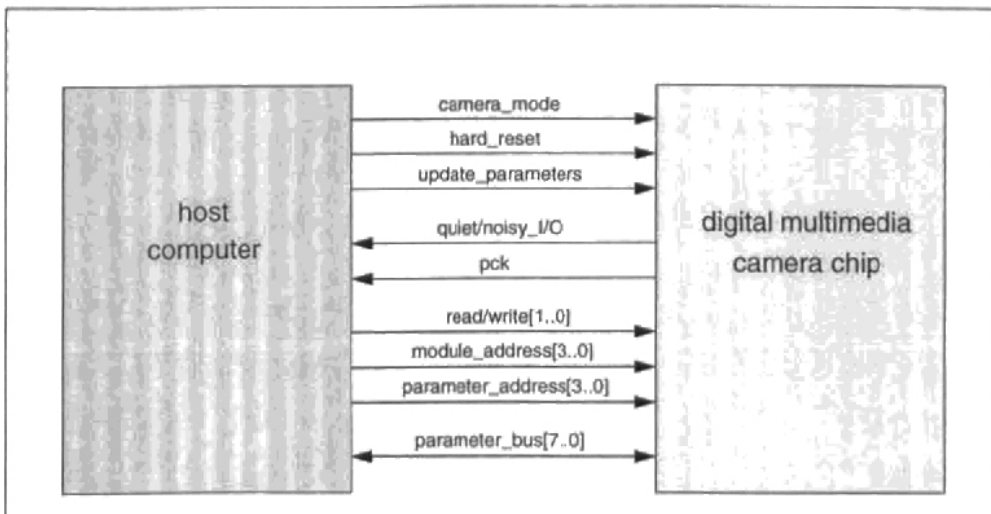 camera_mode
hard_reset
update_parameters
host
computer
quiet/noisy_I/O
pck
digital multimedia
camera chip
read/write[1..0]
module_address[3..0]
parameter_address[3..0]
parameter_bus[7..0]